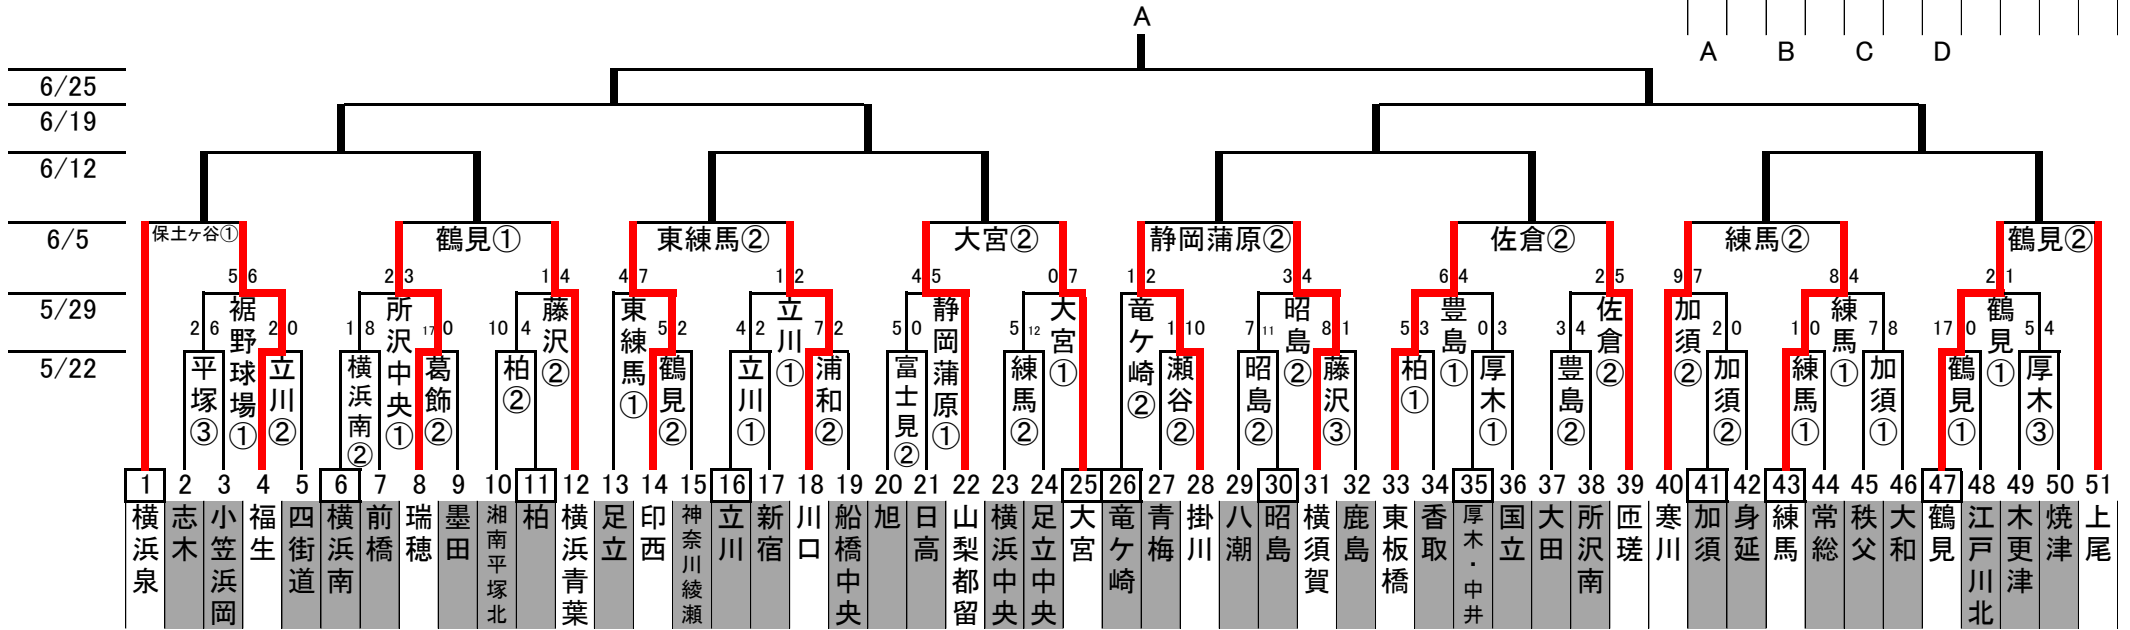 A
A B C D
6/25
6/19
6/12
6/5
保土ヶ谷① 鶴見① 東練馬② 大宮② 静岡蒲原② 佐倉② 練馬② 鶴見②
5 6 2 3 1 4 4 7 1 2 4 5 0 7 1 2 3 4 6 4 2 5 9 7 8 4 2 1
5/29
裾野球場① 所沢中央① 藤沢② 東練馬① 立川① 静岡蒲原① 大宮① 竜ケ崎② 昭島② 豊島① 佐倉② 加須② 練馬① 鶴見①
2 6 2 0 1 8 17 0 10 4 5 2 4 2 7 2 5 0 5 12 1 10 7 11 8 1 5 3 0 3 3 4 2 0 1 0 7 8 17 0 5 4
5/22
平塚③ 立川② 横浜南② 葛飾② 柏② 鶴見② 立川① 浦和② 富士見② 練馬② 瀬谷② 昭島② 藤沢③ 柏① 厚木① 豊島② 加須② 練馬① 加須① 鶴見① 厚木③
1 2 3 4 5 6 7 8 9 10 11 12 13 14 15 16 17 18 19 20 21 22 23 24 25 26 27 28 29 30 31 32 33 34 35 36 37 38 39 40 41 42 43 44 45 46 47 48 49 50 51
横浜泉
志木
小笠浜岡
福生
四街道
横浜南
前橋
瑞穂
墨田
湘南平塚北
柏
横浜青葉
足立
印西
神奈川綾瀬
立川
新宿
川口
船橋中央
旭
日高
山梨都留
横浜中央
足立中央
大宮
竜ケ崎
青梅
掛川
八潮
昭島
横須賀
鹿島
東板橋
香取
厚木・中井
国立
大田
所沢南
匝瑳
寒川
加須
身延
練馬
常総
秩父
大和
鶴見
江戸川北
木更津
焼津
上尾